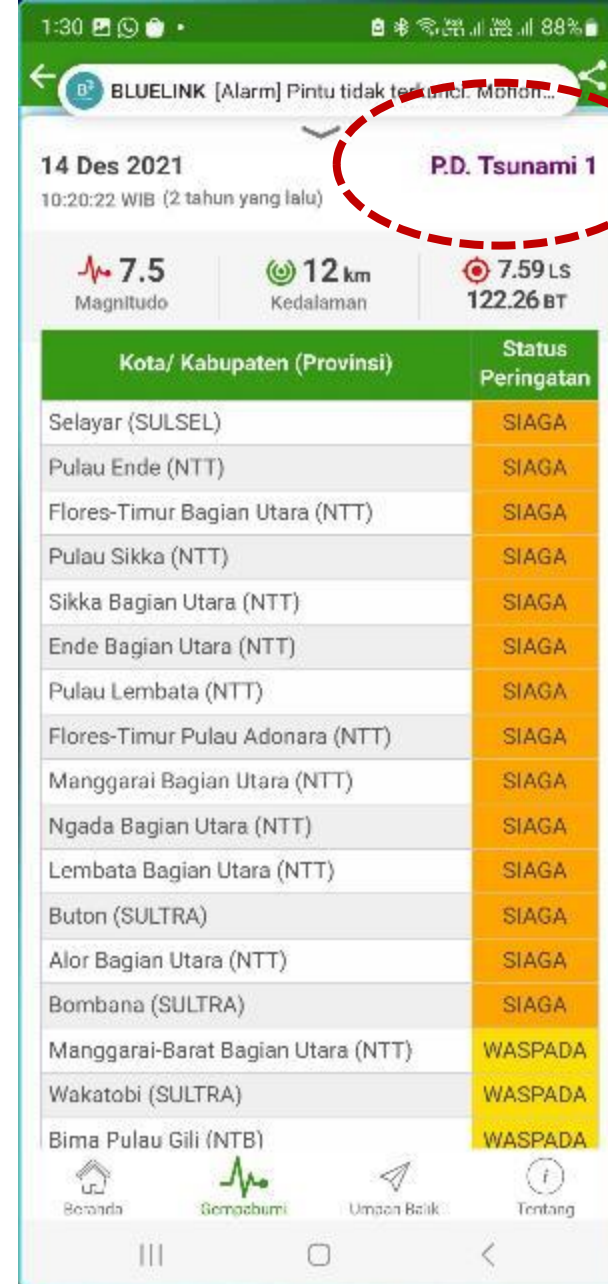 1:30 88%
BLUELINK [Alarm] Pintu tidak terkunci. Mohon...
14 Des 2021 P.D. Tsunami 1
10:20:22 WIB (2 tahun yang lalu)
7.5 12 km 7.59 LS
Magnitudo Kedalaman 122.26 BT
Kota/ Kabupaten (Provinsi) Status Peringatan
Selayar (SULSEL) SIAGA
Pulau Ende (NTT) SIAGA
Flores-Timur Bagian Utara (NTT) SIAGA
Pulau Sikka (NTT) SIAGA
Sikka Bagian Utara (NTT) SIAGA
Ende Bagian Utara (NTT) SIAGA
Pulau Lembata (NTT) SIAGA
Flores-Timur Pulau Adonara (NTT) SIAGA
Manggarai Bagian Utara (NTT) SIAGA
Ngada Bagian Utara (NTT) SIAGA
Lembata Bagian Utara (NTT) SIAGA
Buton (SULTRA) SIAGA
Alor Bagian Utara (NTT) SIAGA
Bombana (SULTRA) SIAGA
Manggarai-Barat Bagian Utara (NTT) WASPADA
Wakatobi (SULTRA) WASPADA
Bima Pulau Gili (NTB) WASPADA
Beranda Gempabumi Umpan Balik Tentang